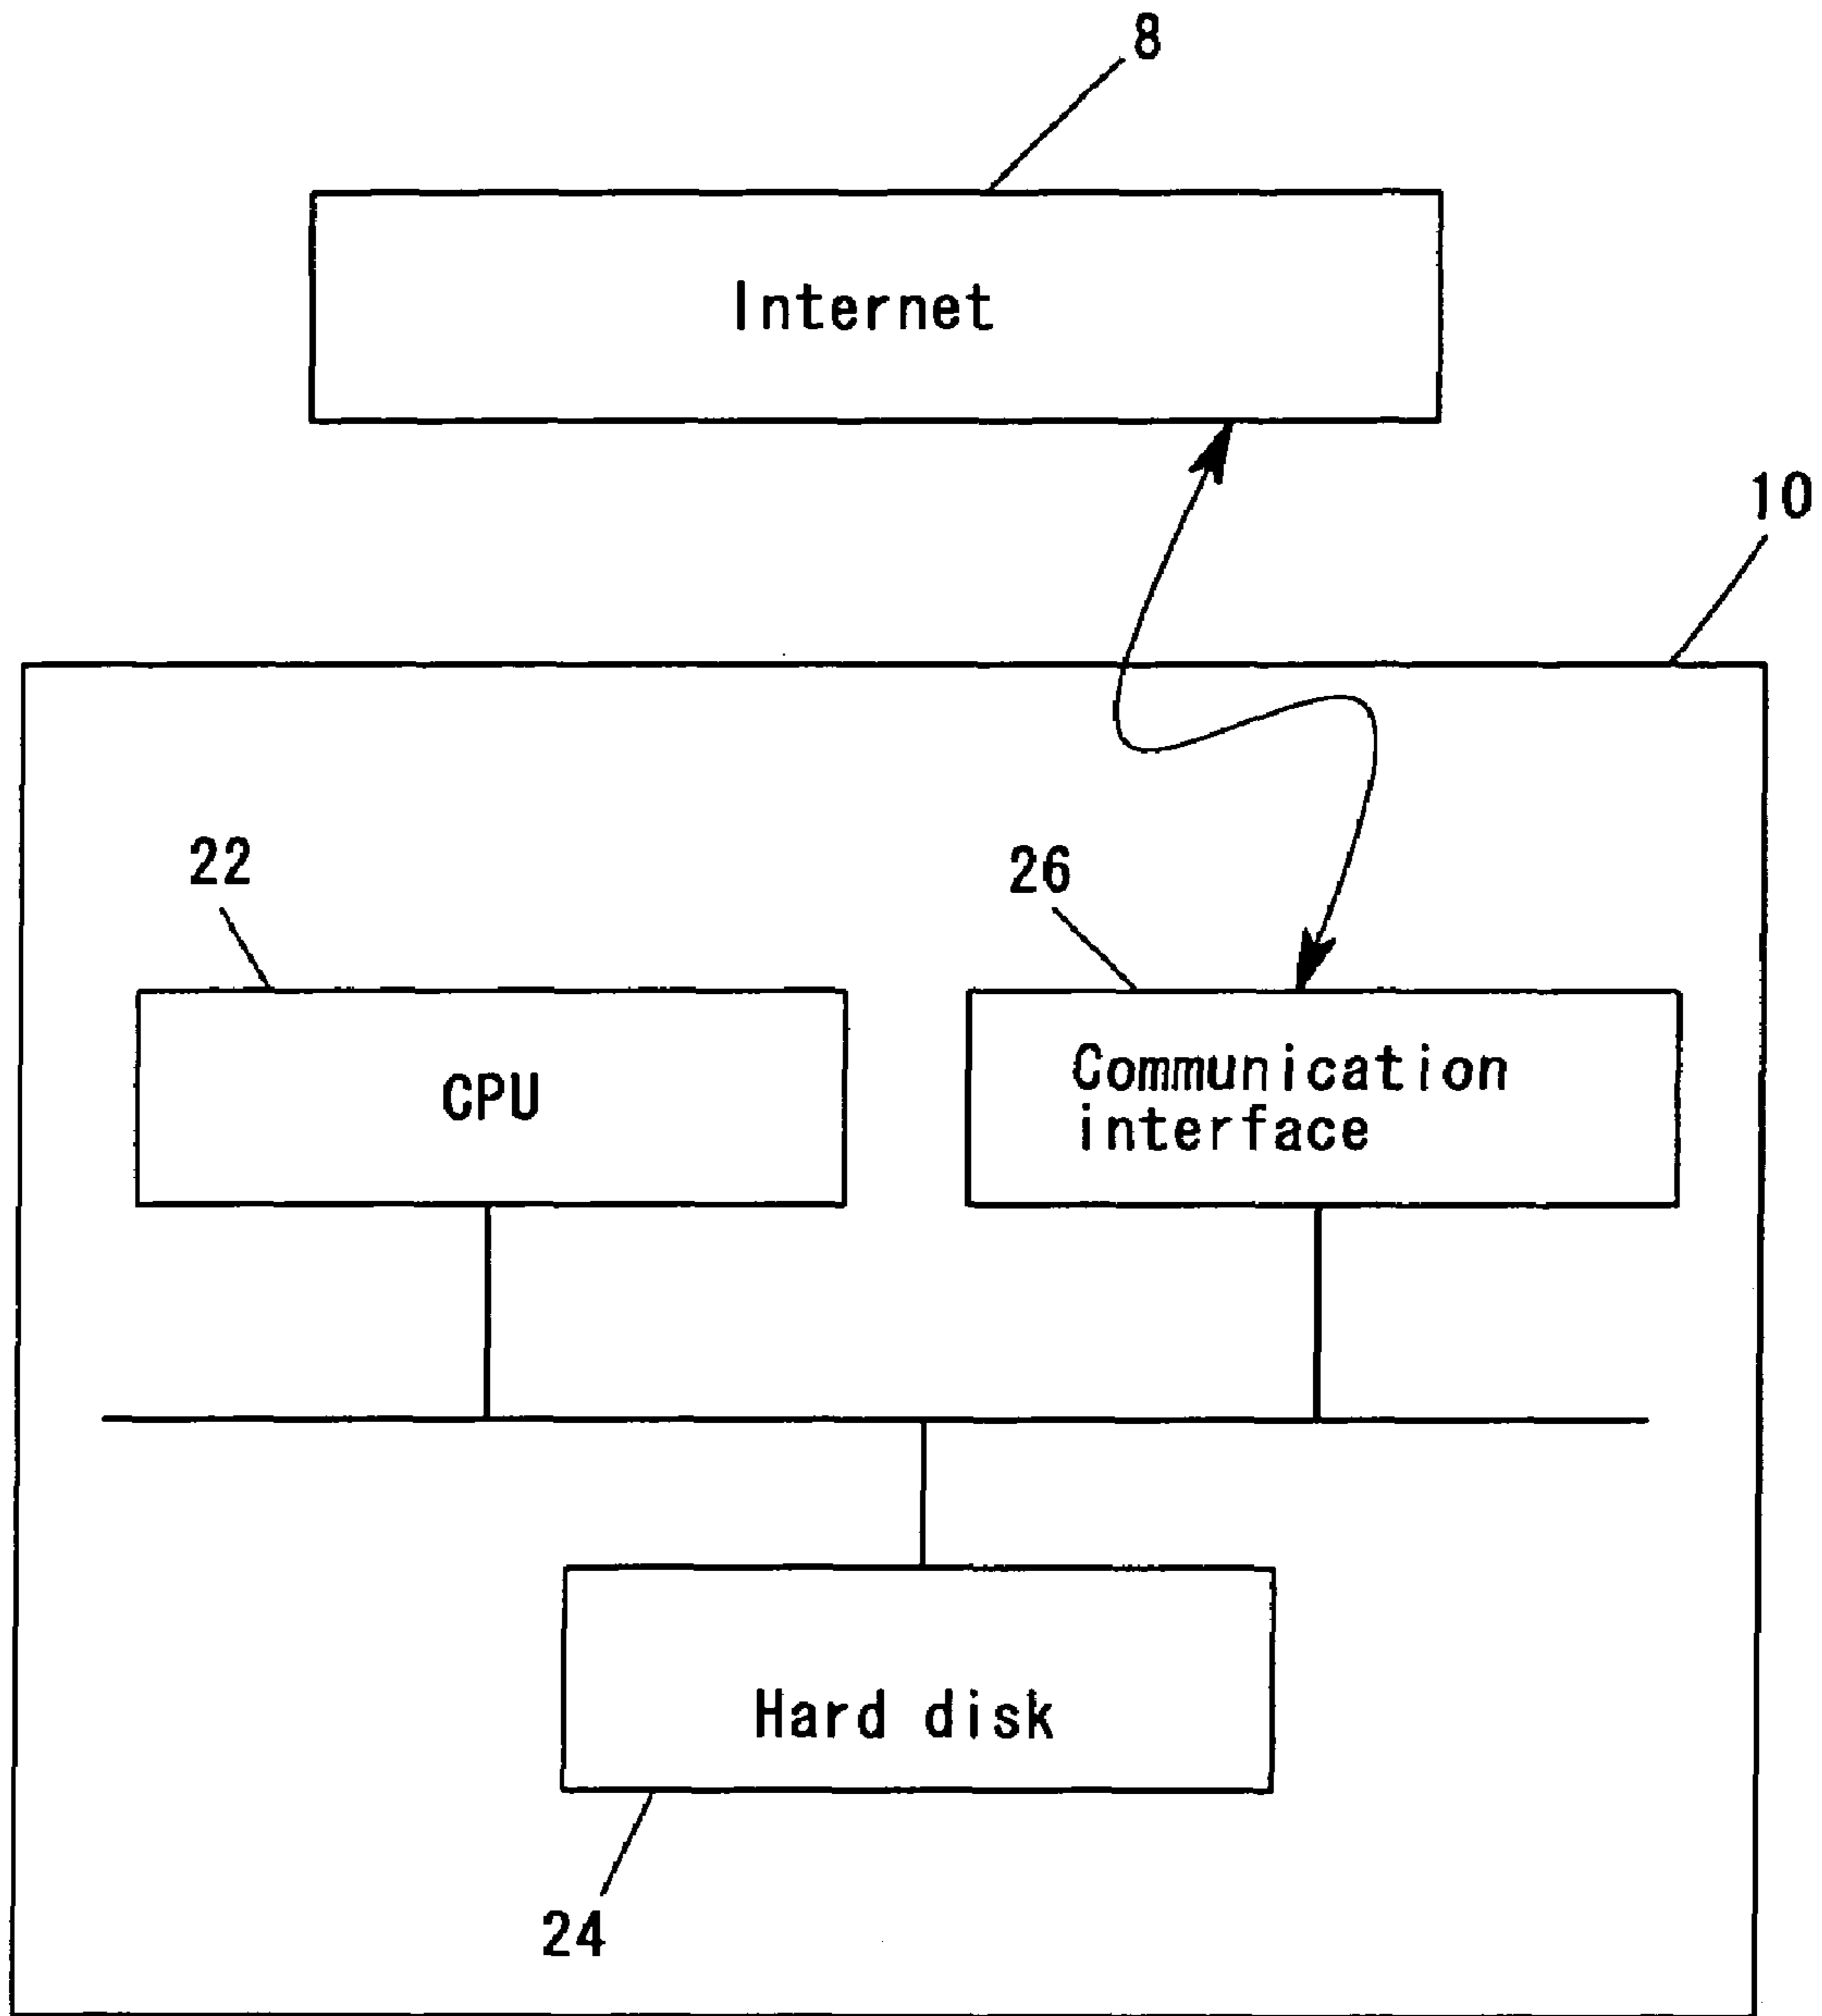 8
Internet
10
22
26
CPU
Communication
interface
Hard disk
24